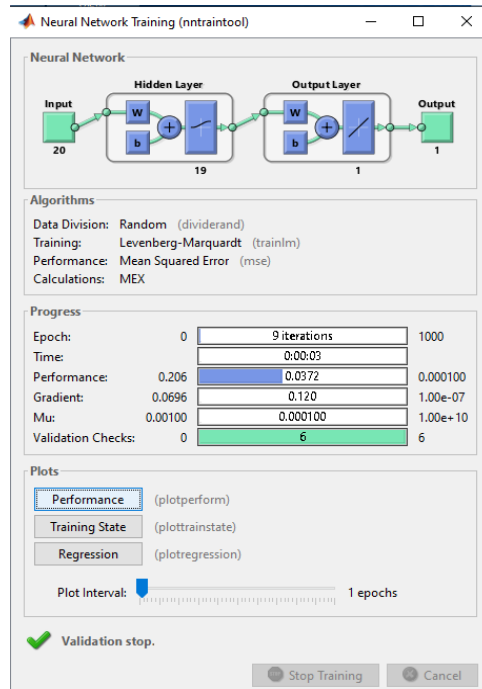 Neural Network Training (nntraintool)
Neural Network
Hidden Layer
Output Layer
Input
Output
W
W
b
b
20
19
1
1
Algorithms
Data Division: Random (dividerand)
Training: Levenberg-Marquardt (trainlm)
Performance: Mean Squared Error (mse)
Calculations: MEX
Progress
Epoch: 0 9 iterations 1000
Time: 0:00:03
Performance: 0.206 0.0372 0.000100
Gradient: 0.0696 0.120 1.00e-07
Mu: 0.00100 0.000100 1.00e+10
Validation Checks: 0 6 6
Plots
Performance (plotperform)
Training State (plottrainstate)
Regression (plotregression)
Plot Interval: 1 epochs
Validation stop.
Stop Training Cancel